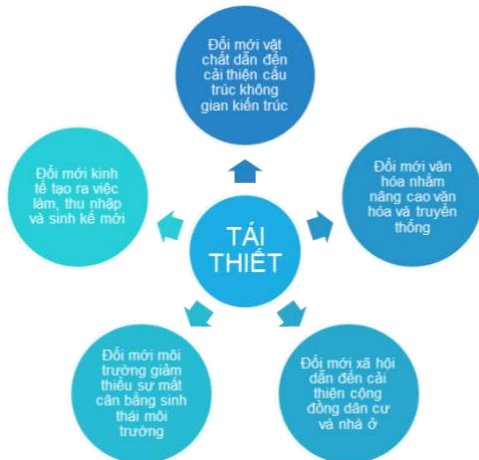 Đổi mới vật
chất dẫn đến
cải thiện cấu
trúc không
gian kiến trúc
Đổi mới kinh
tế tạo ra việc
làm, thu nhập
và sinh kế mới
Đổi mới văn
hóa nhằm
nâng cao văn
hóa và truyền
thống
TÁI
THIẾT
Đổi mới môi
trường giảm
thiểu sự mất
cân bằng sinh
thái môi
trường
Đổi mới xã hội
dẫn đến cải
thiện cộng
đồng dân cư
và nhà ở